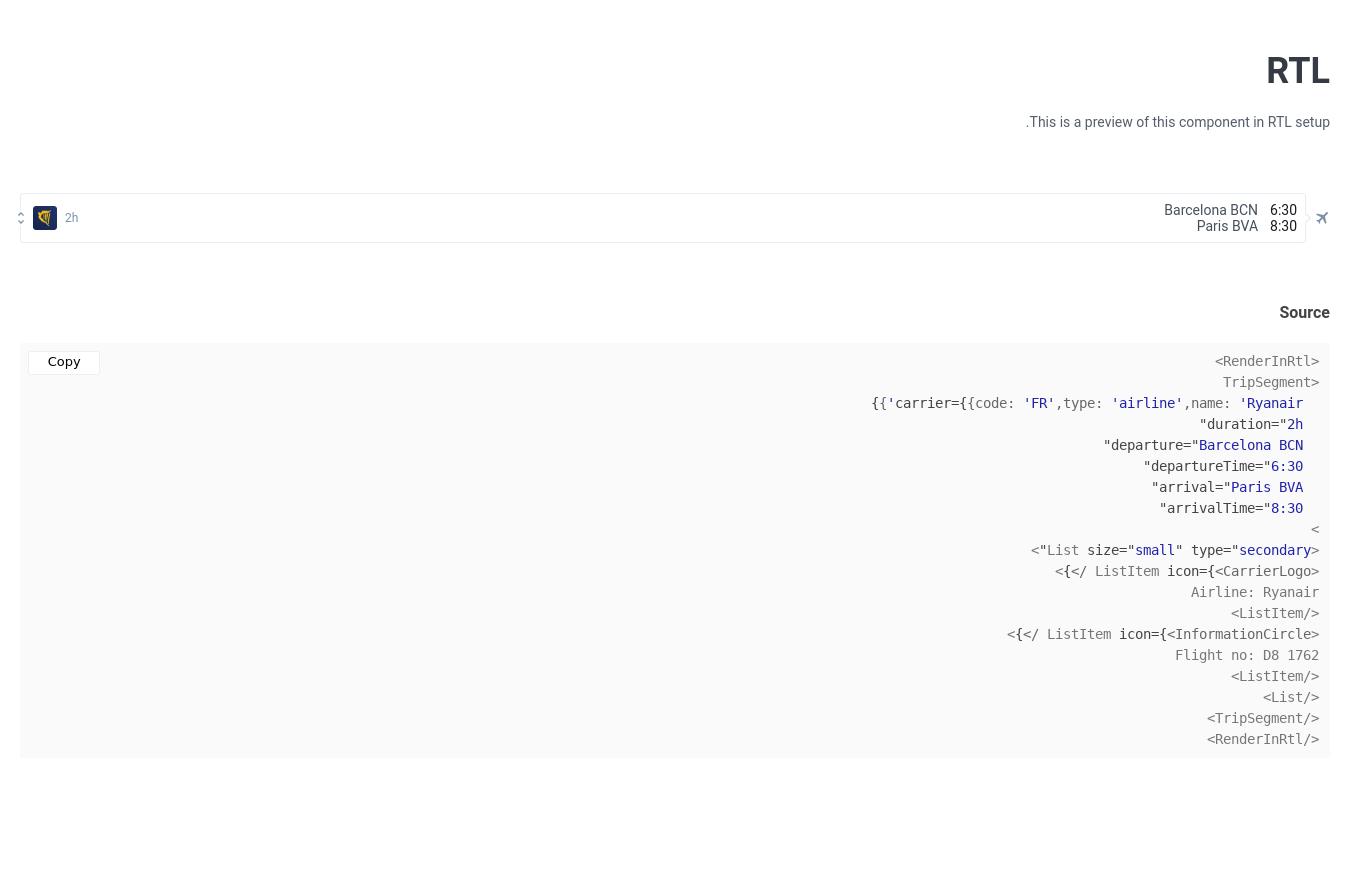 RTL
.This is a preview of this component in RTL setup
Barcelona BCN 6:30
Paris BVA 8:30
2h
Source
Copy
<RenderInRtl>
TripSegment>
{{'carrier={{code: 'FR',type: 'airline',name: 'Ryanair
"duration="2h
"departure="Barcelona BCN
"departureTime="6:30
"arrival="Paris BVA
"arrivalTime="8:30
<
<"List size="small" type="secondary>
<{</ ListItem icon={<CarrierLogo>
Airline: Ryanair
<ListItem/>
<{</ ListItem icon={<InformationCircle>
Flight no: D8 1762
<ListItem/>
<List/>
<TripSegment/>
<RenderInRtl/>